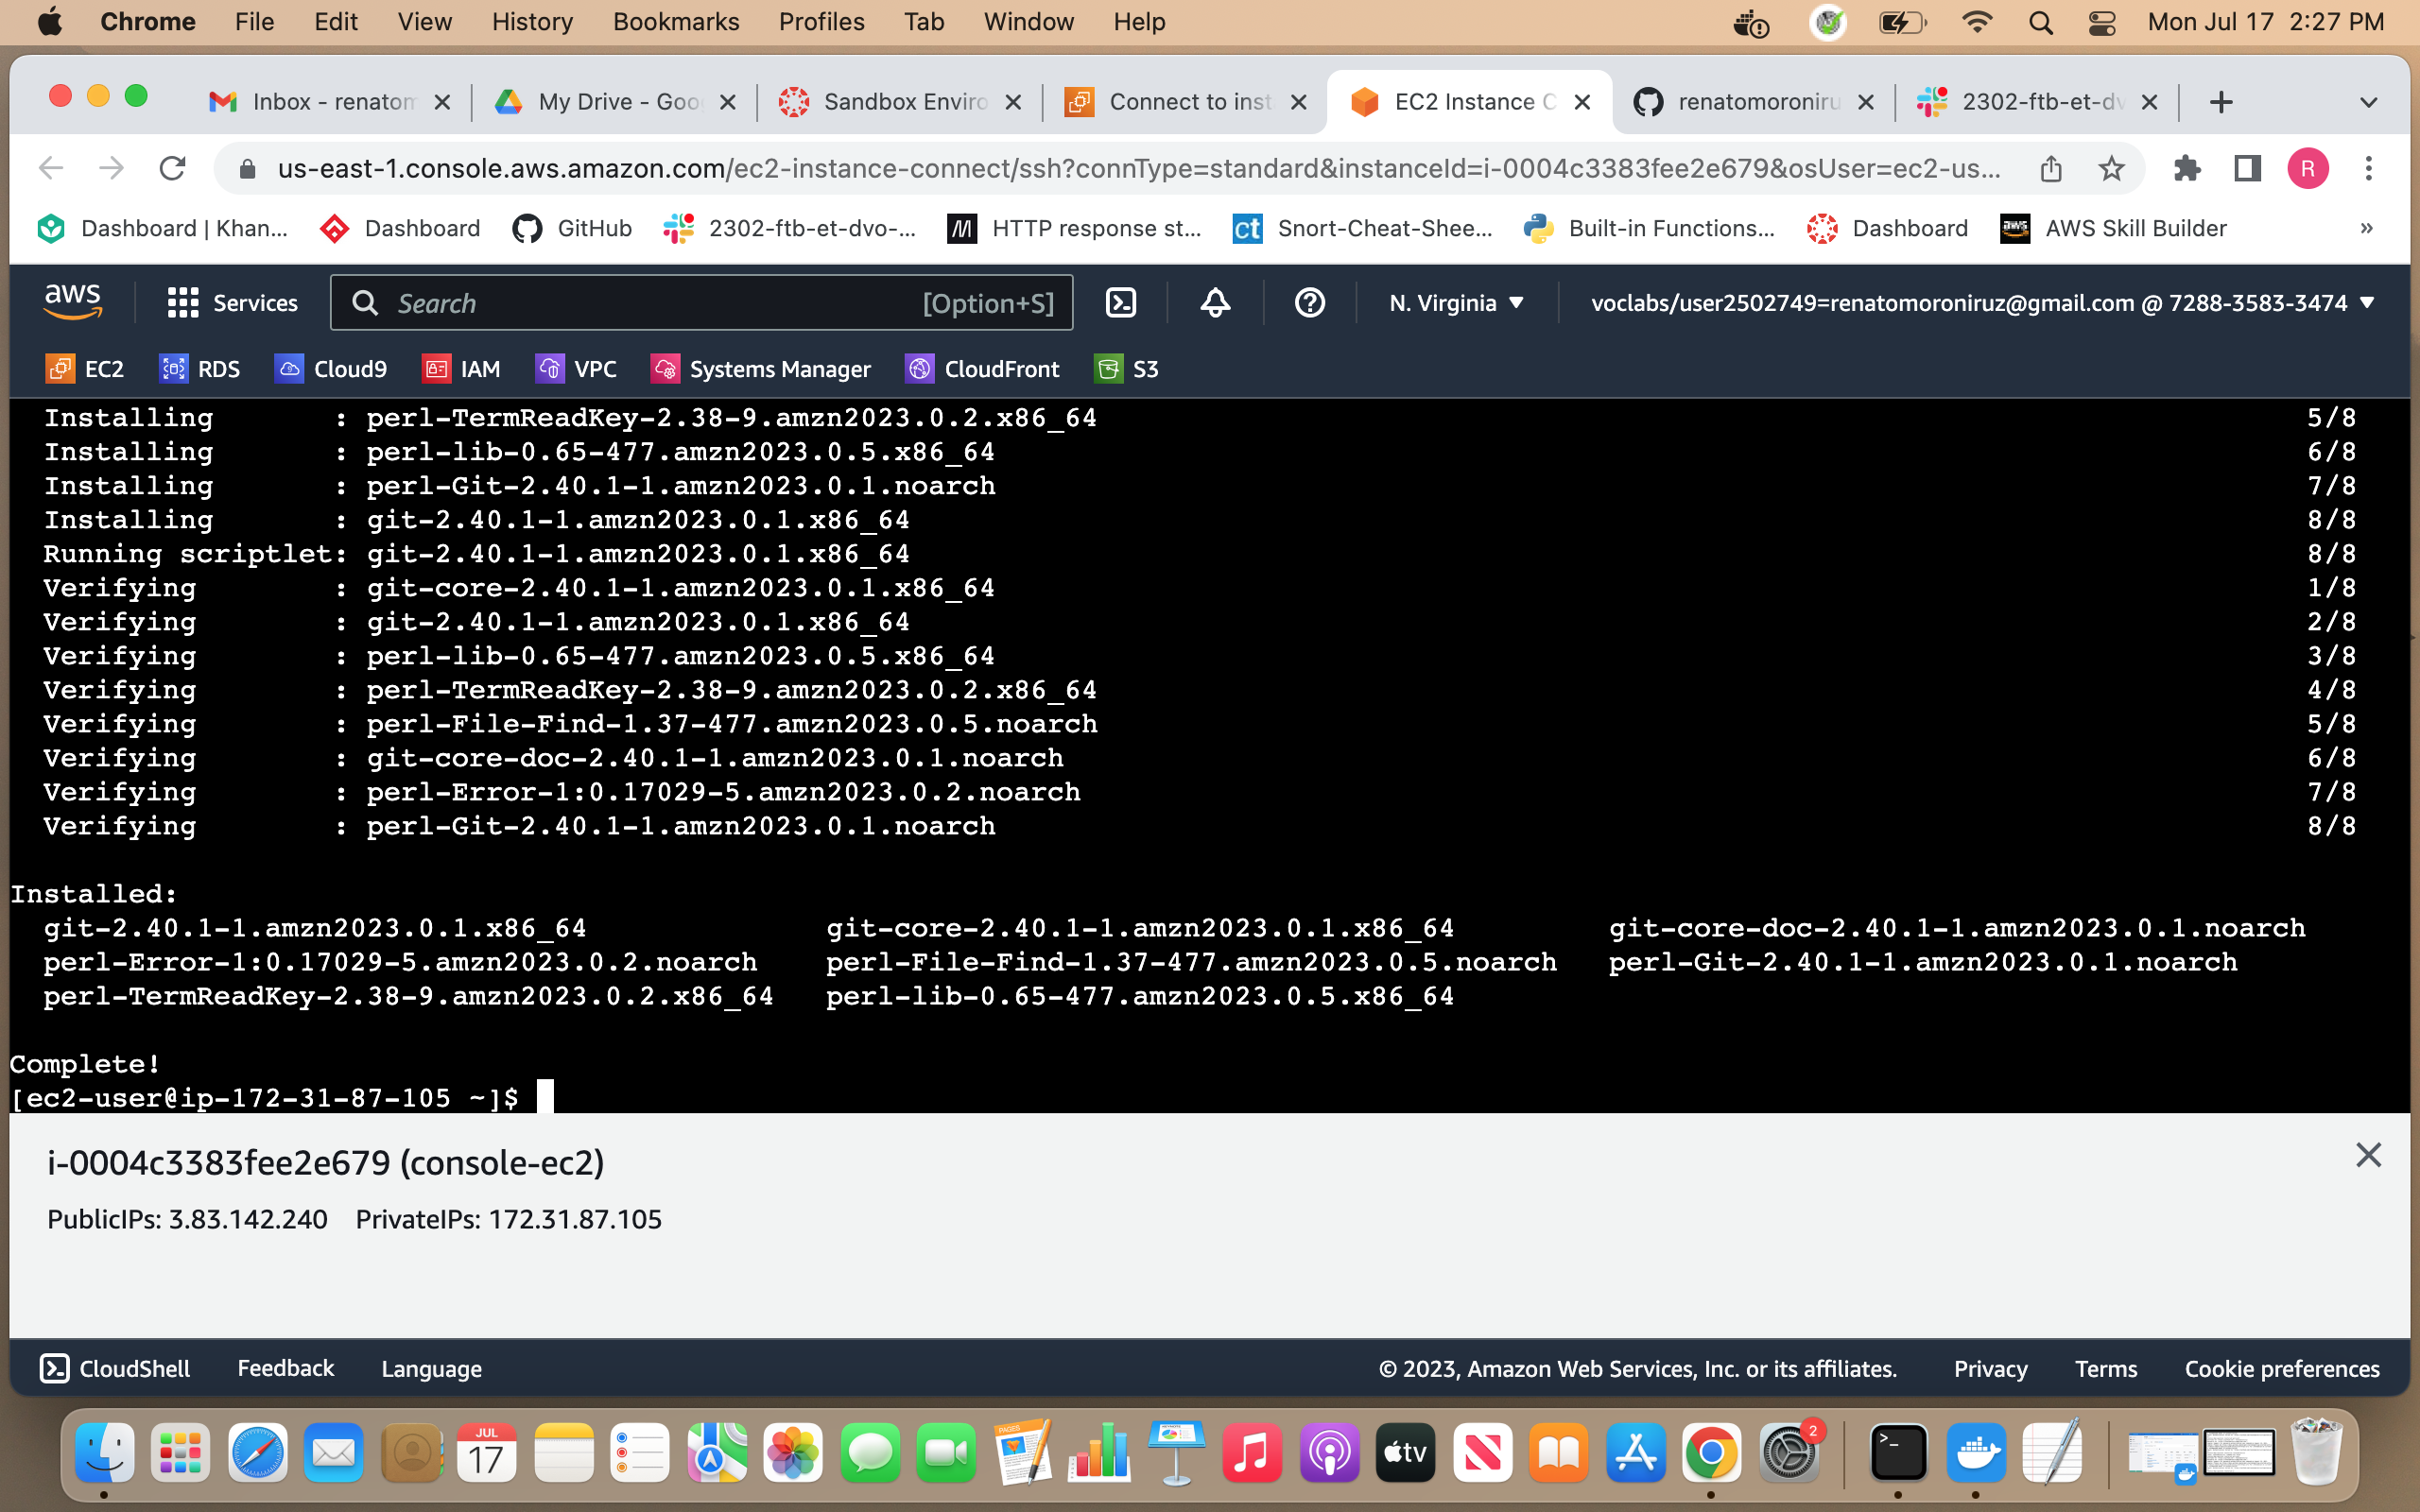 Chrome File Edit View History Bookmarks Profiles Tab Window Help Mon Jul 17 2:27 PM
Inbox - renatom My Drive - Goo Sandbox Enviro Connect to inst EC2 Instance C renatomoroniru 2302-ftb-et-dv
us-east-1.console.aws.amazon.com/ec2-instance-connect/ssh?connType=standard&instanceId=i-0004c3383fee2e679&osUser=ec2-us... R
Dashboard | Khan... Dashboard GitHub 2302-ftb-et-dvo-... M HTTP response st... ct Snort-Cheat-Shee... Built-in Functions... Dashboard AWS Skill Builder »
aws Services Search [Option+S] N. Virginia voclabs/user2502749=renatomoroniruz@gmail.com @ 7288-3583-3474
EC2 RDS Cloud9 IAM VPC Systems Manager CloudFront S3
Installing : perl-TermReadKey-2.38-9.amzn2023.0.2.x86_64 5/8
Installing : perl-lib-0.65-477.amzn2023.0.5.x86_64 6/8
Installing : perl-Git-2.40.1-1.amzn2023.0.1.noarch 7/8
Installing : git-2.40.1-1.amzn2023.0.1.x86_64 8/8
Running scriptlet: git-2.40.1-1.amzn2023.0.1.x86_64 8/8
Verifying : git-core-2.40.1-1.amzn2023.0.1.x86_64 1/8
Verifying : git-2.40.1-1.amzn2023.0.1.x86_64 2/8
Verifying : perl-lib-0.65-477.amzn2023.0.5.x86_64 3/8
Verifying : perl-TermReadKey-2.38-9.amzn2023.0.2.x86_64 4/8
Verifying : perl-File-Find-1.37-477.amzn2023.0.5.noarch 5/8
Verifying : git-core-doc-2.40.1-1.amzn2023.0.1.noarch 6/8
Verifying : perl-Error-1:0.17029-5.amzn2023.0.2.noarch 7/8
Verifying : perl-Git-2.40.1-1.amzn2023.0.1.noarch 8/8
Installed:
git-2.40.1-1.amzn2023.0.1.x86_64 git-core-2.40.1-1.amzn2023.0.1.x86_64 git-core-doc-2.40.1-1.amzn2023.0.1.noarch
perl-Error-1:0.17029-5.amzn2023.0.2.noarch perl-File-Find-1.37-477.amzn2023.0.5.noarch perl-Git-2.40.1-1.amzn2023.0.1.noarch
perl-TermReadKey-2.38-9.amzn2023.0.2.x86_64 perl-lib-0.65-477.amzn2023.0.5.x86_64
Complete!
[ec2-user@ip-172-31-87-105 ~]$
i-0004c3383fee2e679 (console-ec2)
PublicIPs: 3.83.142.240 PrivateIPs: 172.31.87.105
CloudShell Feedback Language © 2023, Amazon Web Services, Inc. or its affiliates. Privacy Terms Cookie preferences
JUL
17
PAGES
tv
2